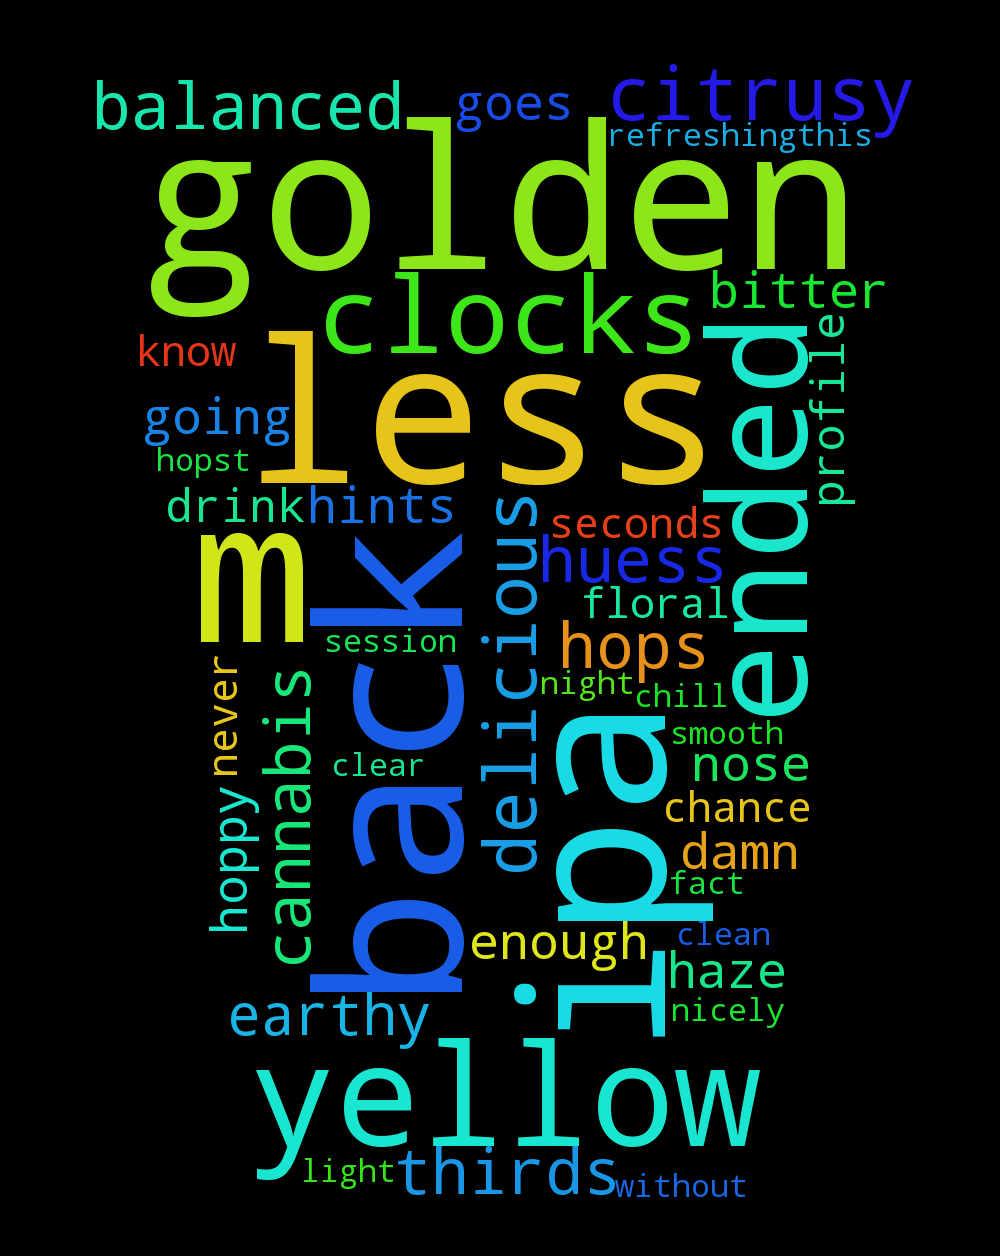 balanced
goes
citrusy
refreshingthis
golden
clocks
bitter
know
less
ended
profile
going
hopst
drink
hints
m
back
delicious
seconds
huess
floral
hops
session
night
chill
never
cannabis
clear
ipa
smooth
nose
hoppy
chance
damn
fact
enough
clean
haze
earthy
nicely
yellow
light
thirds
without